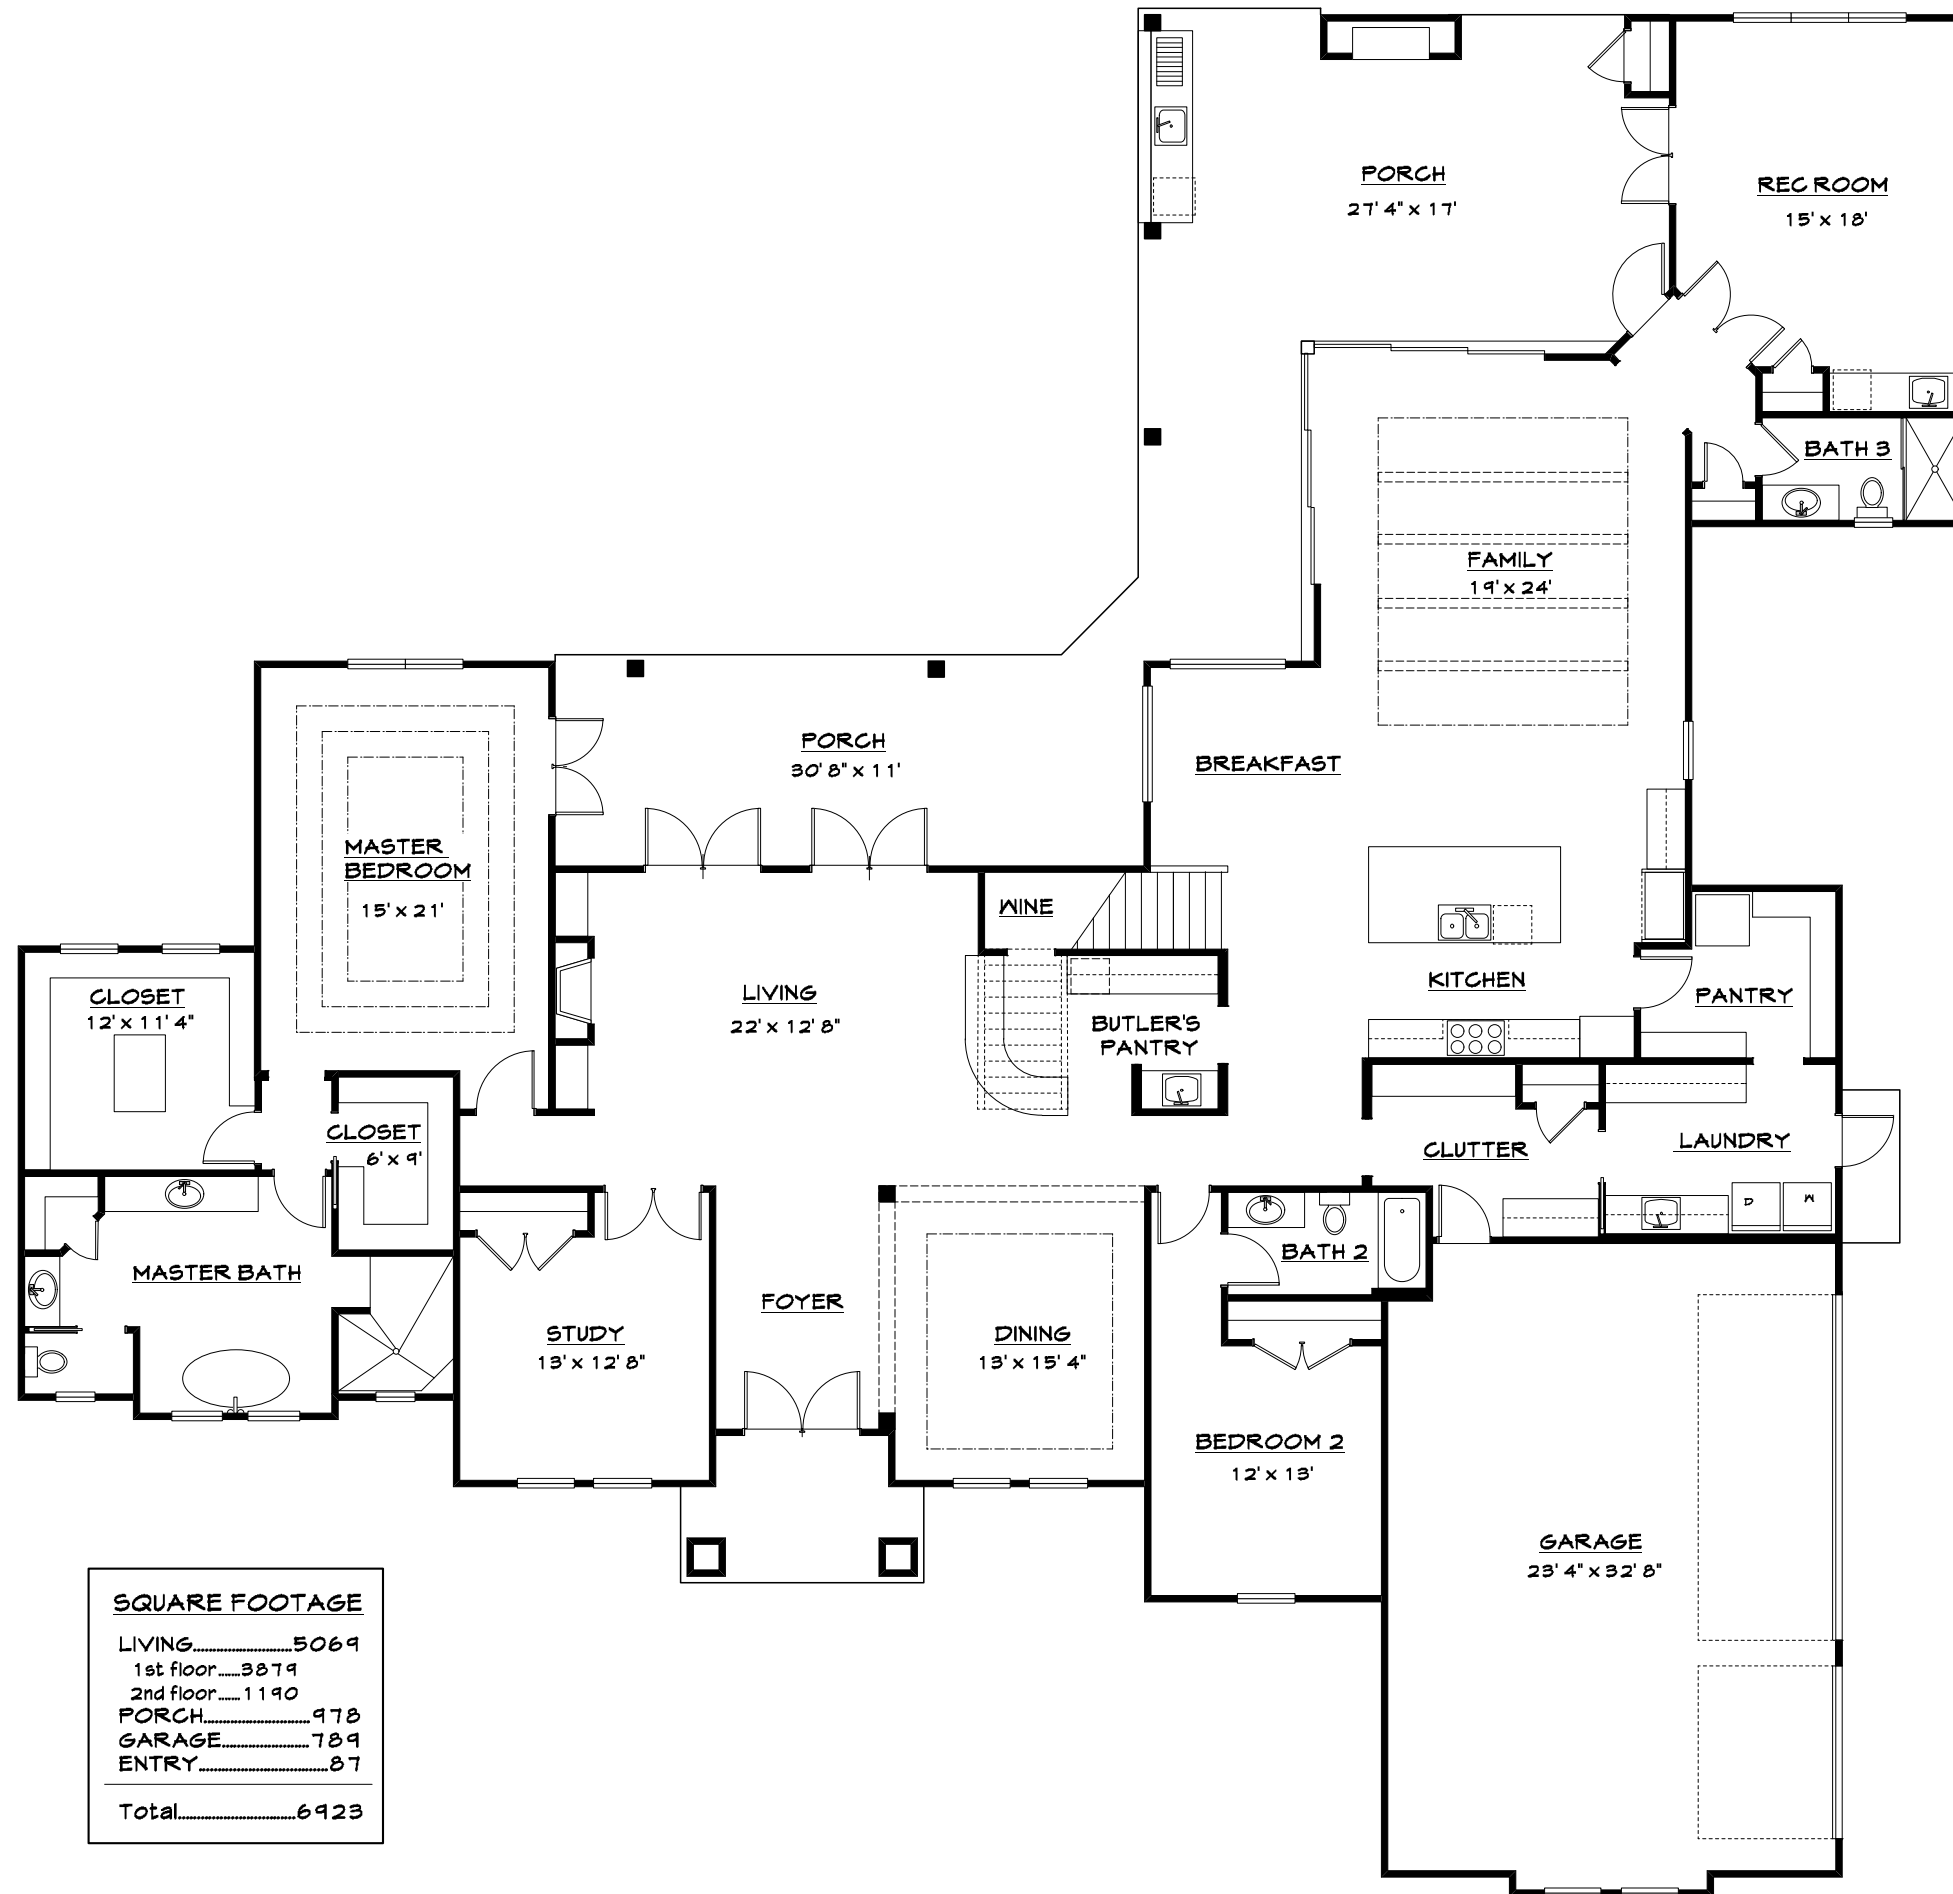 PORCH
27' 4" x 17'
REC ROOM
15' x 18'
BATH 3
FAMILY
19' x 24'
PORCH
30' 8" x 11'
BREAKFAST
MASTER
BEDROOM
15' x 21'
WINE
CLOSET
12' x 11' 4"
LIVING
22' x 12' 8"
KITCHEN
PANTRY
BUTLER'S
PANTRY
CLOSET
6' x 9'
CLUTTER
LAUNDRY
D
W
MASTER BATH
BATH 2
FOYER
STUDY
13' x 12' 8"
DINING
13' x 15' 4"
BEDROOM 2
12' x 13'
GARAGE
23' 4" x 32' 8"
SQUARE FOOTAGE
LIVING..........................5069
1st floor......3879
2nd floor......1190
PORCH............................978
GARAGE.......................789
ENTRY..................................87
Total...............................6923